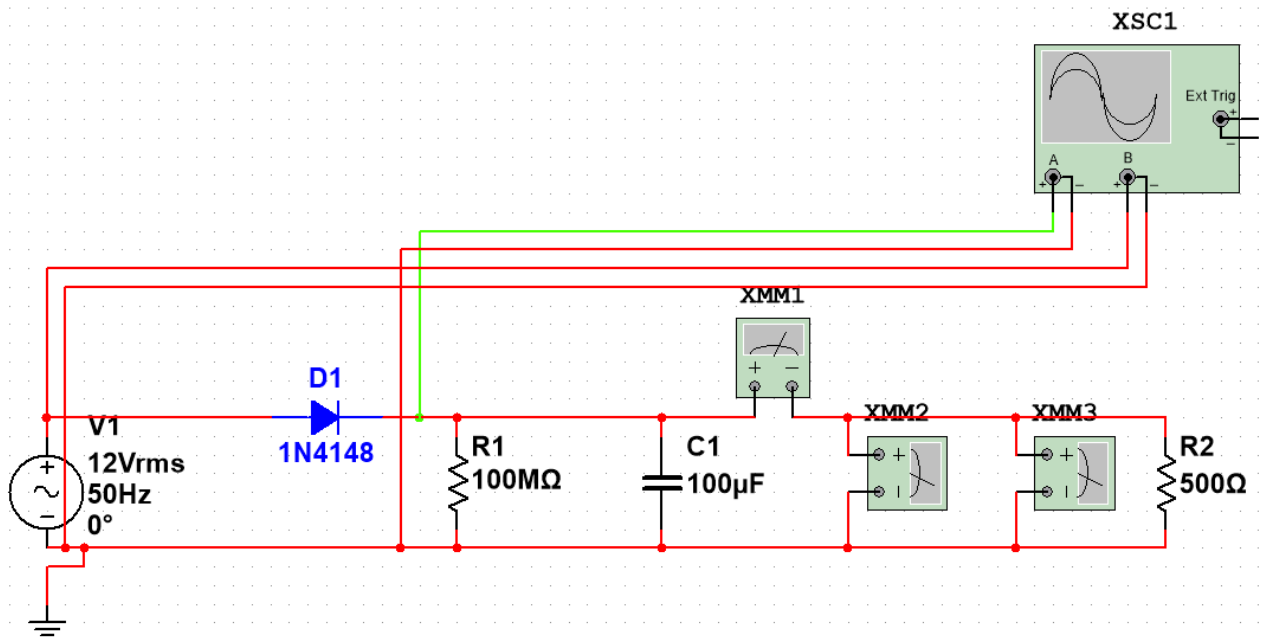 XSC1
Ext Trig
+
−
A
B
+
−
+
−
XMM1
+ −
D1
1N4148
V1
12Vrms
50Hz
0°
+
−
R1
100MΩ
C1
100µF
XMM2
+
−
XMM3
+
−
R2
500Ω